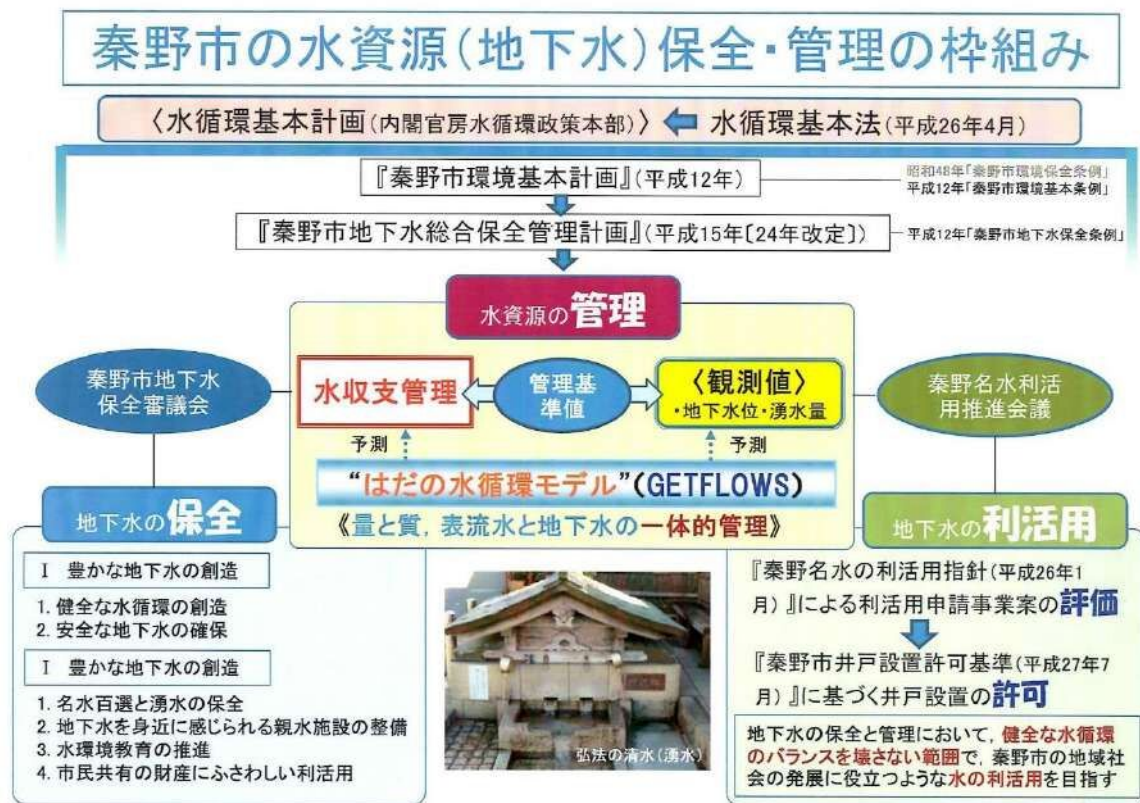 秦野市の水資源(地下水)保全・管理の枠組み
〈水循環基本計画(内閣官房水循環政策本部)〉
水循環基本法(平成26年4月)
『秦野市環境基本計画』(平成12年)
昭和48年「秦野市環境保全条例」
平成12年「秦野市環境基本条例」
『秦野市地下水総合保全管理計画』(平成15年〔24年改定〕)
平成12年「秦野市地下水保全条例」
水資源の管理
秦野市地下水
保全審議会
水収支管理
管理基
準値
〈観測値〉
・地下水位・湧水量
秦野名水利活
用推進会議
予測
予測
“はだの水循環モデル”(GETFLOWS)
《量と質,表流水と地下水の一体的管理》
地下水の保全
I 豊かな地下水の創造
1. 健全な水循環の創造
2. 安全な地下水の確保
I 豊かな地下水の創造
1. 名水百選と湧水の保全
2. 地下水を身近に感じられる親水施設の整備
3. 水環境教育の推進
4. 市民共有の財産にふさわしい利活用
弘法の清水(湧水)
地下水の利活用
『秦野名水の利活用指針(平成26年1
月)』による利活用申請事業案の評価
『秦野市井戸設置許可基準(平成27年7
月)』に基づく井戸設置の許可
地下水の保全と管理において,健全な水循環
のバランスを壊さない範囲で,秦野市の地域社
会の発展に役立つような水の利活用を目指す